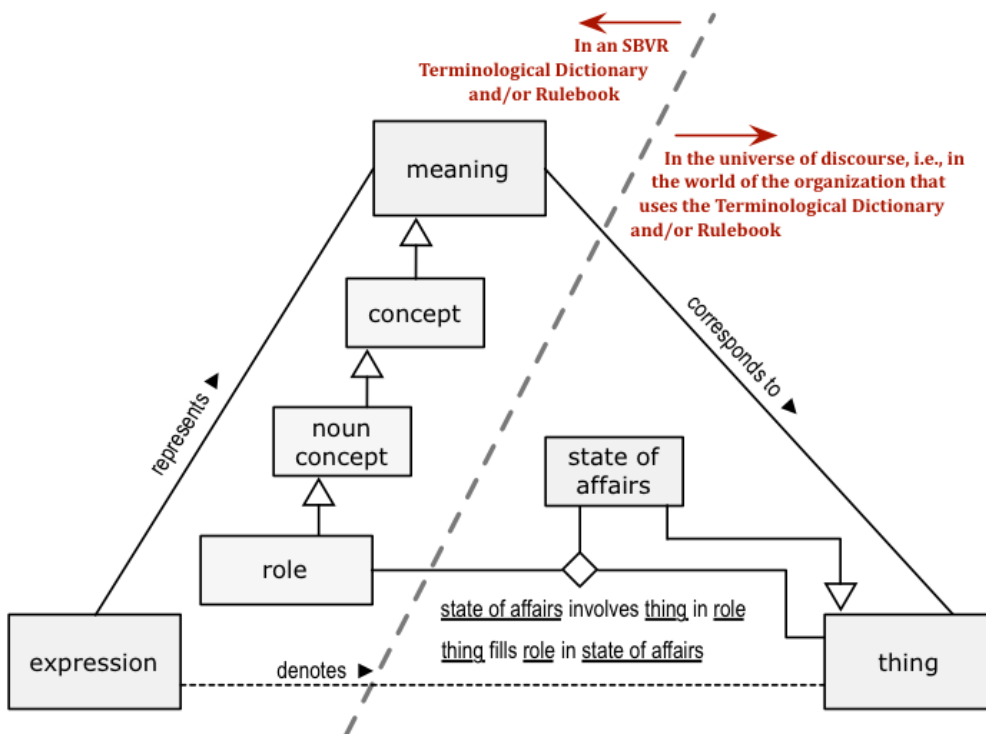 In an SBVR
Terminological Dictionary
and/or Rulebook
In the universe of discourse, i.e., in
the world of the organization that
uses the Terminological Dictionary
and/or Rulebook
meaning
concept
corresponds to ►
represents ►
noun
concept
state of
affairs
role
state of affairs involves thing in role
thing fills role in state of affairs
expression
denotes ►
thing